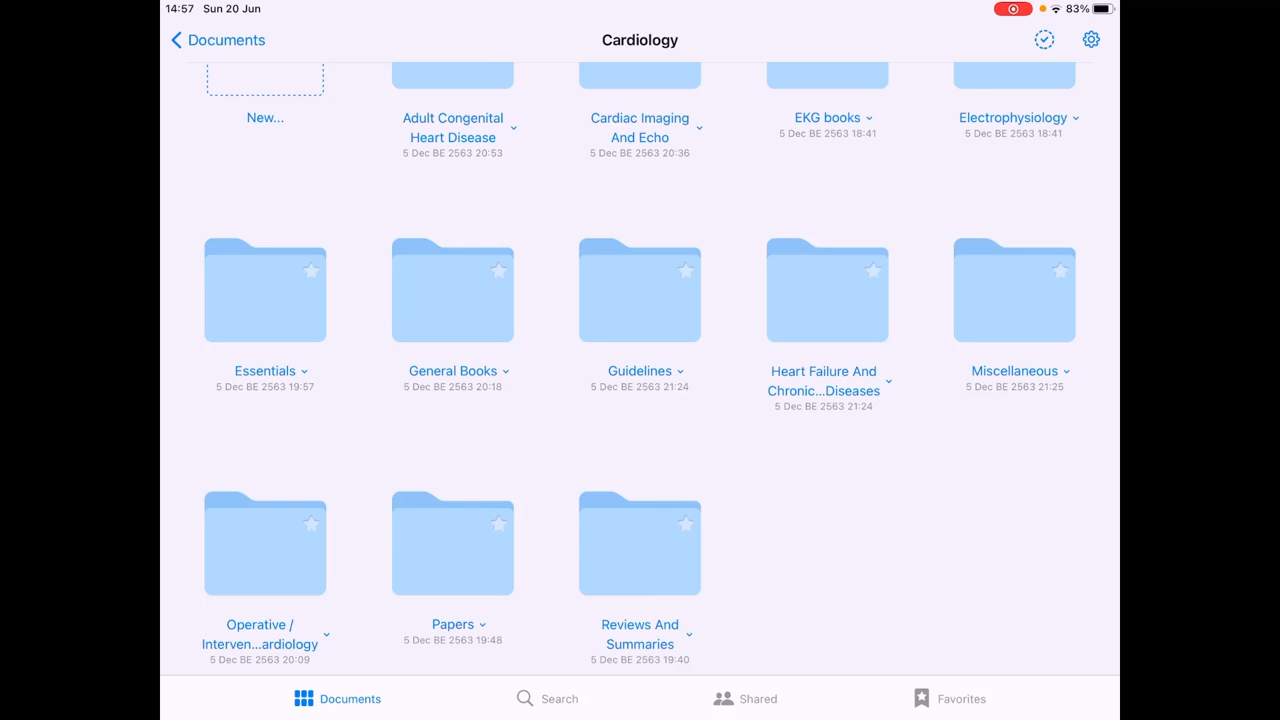 14:57 Sun 20 Jun 83%
Documents Cardiology
New... Adult Congenital Cardiac Imaging EKG books Electrophysiology
Heart Disease And Echo 5 Dec BE 2563 18:41 5 Dec BE 2563 18:41
5 Dec BE 2563 20:53 5 Dec BE 2563 20:36
Essentials General Books Guidelines Heart Failure And Miscellaneous
5 Dec BE 2563 19:57 5 Dec BE 2563 20:18 5 Dec BE 2563 21:24 Chronic...Diseases 5 Dec BE 2563 21:25
5 Dec BE 2563 21:24
Operative / Papers Reviews And
Interven...ardiology 5 Dec BE 2563 19:48 Summaries
5 Dec BE 2563 20:09 5 Dec BE 2563 19:40
Documents Search Shared Favorites